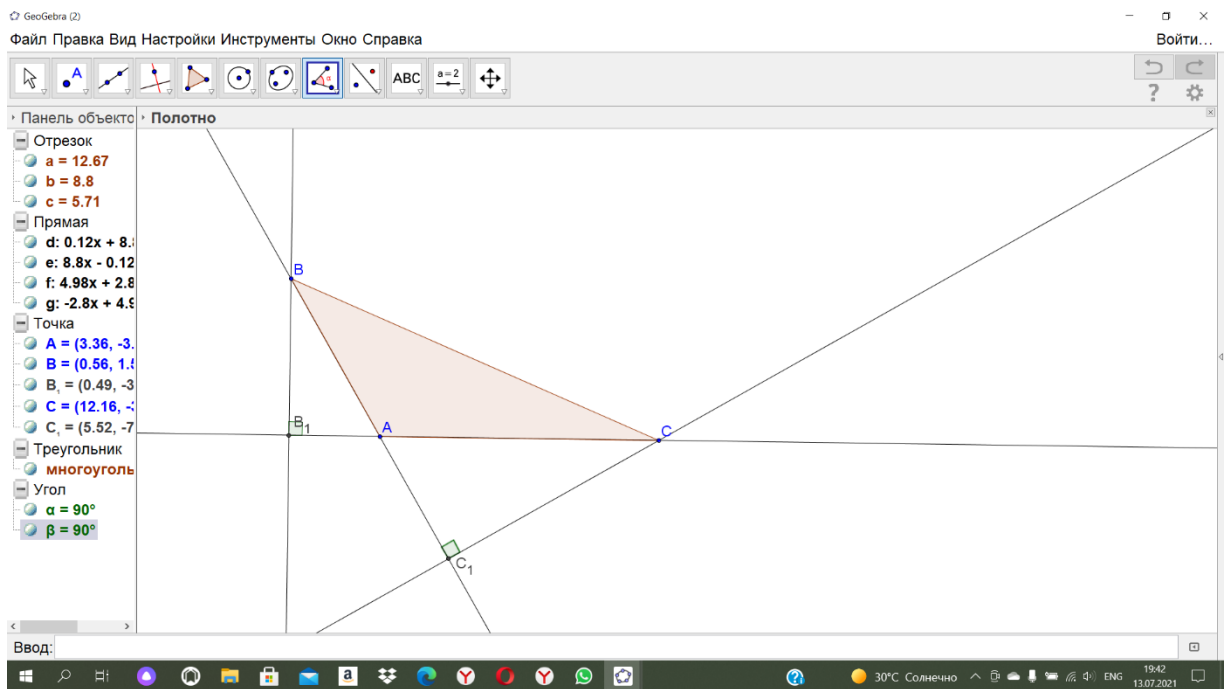 GeoGebra (2)
Файл Правка Вид Настройки Инструменты Окно Справка
Войти...
A
α
ABC
a=2
?
Панель объекто
Полотно
Отрезок
a = 12.67
b = 8.8
c = 5.71
Прямая
d: 0.12x + 8.
e: 8.8x - 0.12
f: 4.98x + 2.8
g: -2.8x + 4.9
Точка
A = (3.36, -3.
B = (0.56, 1.5
B₁ = (0.49, -3
C = (12.16, -3
C₁ = (5.52, -7
Треугольник
многоуголь
Угол
α = 90°
β = 90°
B
B₁
A
C
C₁
Ввод:
30°C Солнечно
ENG
19:42
13.07.2021